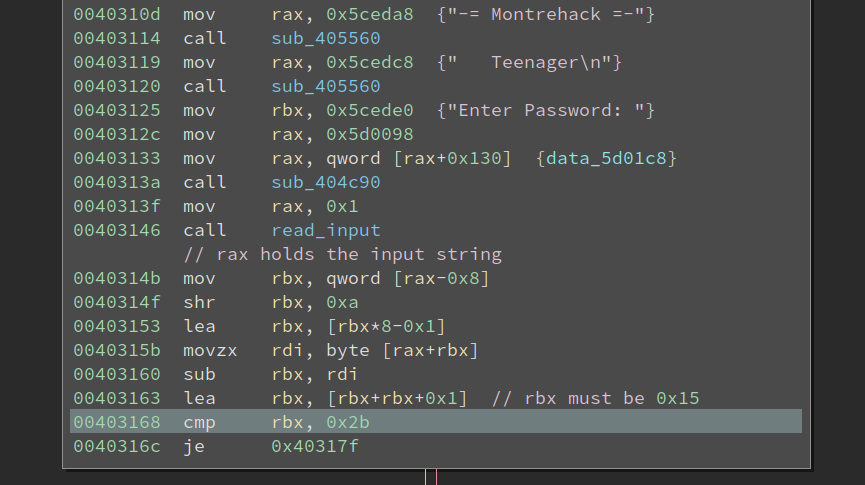 0040310d mov rax, 0x5ceda8 {"-= Montrehack =-"}
00403114 call sub_405560
00403119 mov rax, 0x5cedc8 {"   Teenager\n"}
00403120 call sub_405560
00403125 mov rbx, 0x5cede0 {"Enter Password: "}
0040312c mov rax, 0x5d0098
00403133 mov rax, qword [rax+0x130] {data_5d01c8}
0040313a call sub_404c90
0040313f mov rax, 0x1
00403146 call read_input
// rax holds the input string
0040314b mov rbx, qword [rax-0x8]
0040314f shr rbx, 0xa
00403153 lea rbx, [rbx*8-0x1]
0040315b movzx rdi, byte [rax+rbx]
00403160 sub rbx, rdi
00403163 lea rbx, [rbx+rbx+0x1] // rbx must be 0x15
00403168 cmp rbx, 0x2b
0040316c je 0x40317f